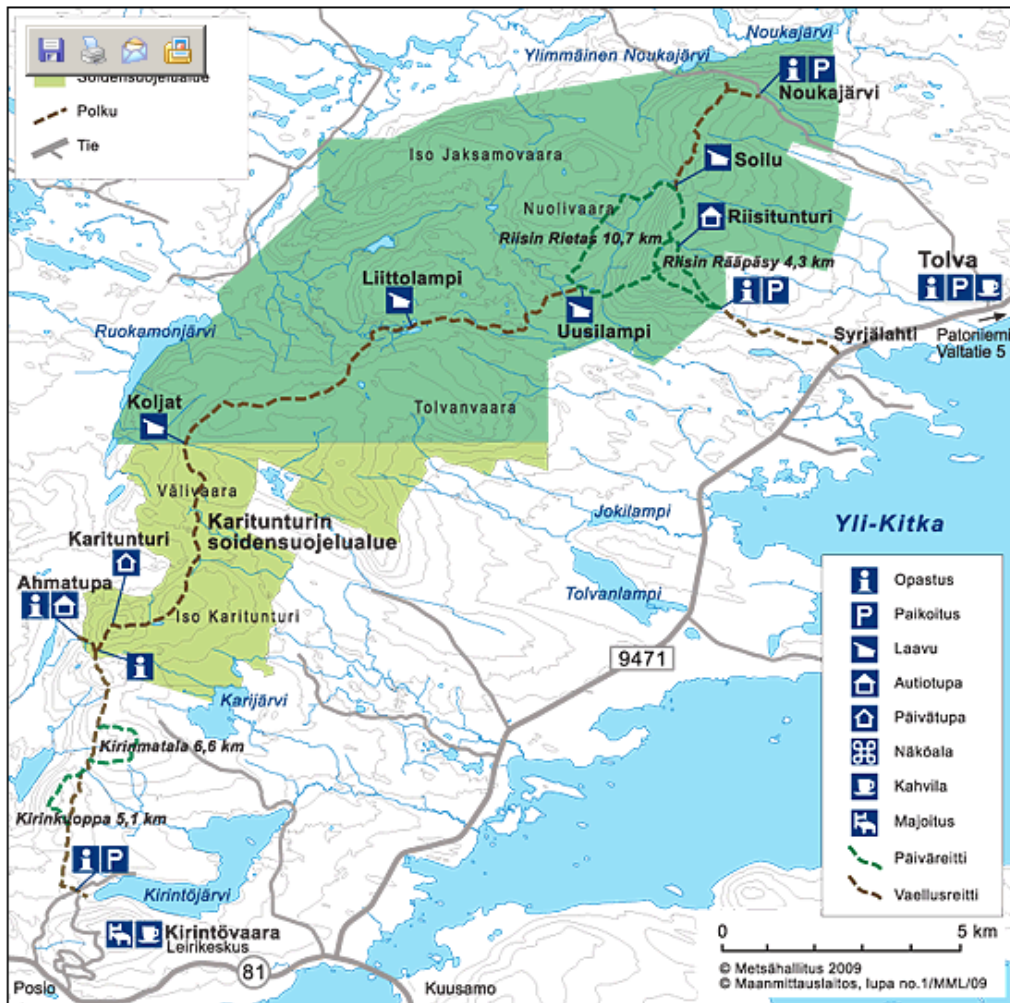 Noukajärvi
Ylimmäinen Noukajärvi
Soidensuojelualue
Polku
Tie
i P
Noukajärvi
Iso Jaksamovaara
Soilu
Nuolivaara
Riisitunturi
Riisin Rietas 10,7 km
Riisin Rääpäsy 4,3 km
Tolva
i P
Liittolampi
i P
Uusilampi
Ruokamonjärvi
Syrjälahti
Patoniemi
Valtatie 5
Koljat
Tolvanvaara
Välivaara
Karitunturin
soidensuojelualue
Jokilampi
Yli-Kitka
Karitunturi
Ahmatupa
i
Iso Karitunturi
Tolvanlampi
i
9471
Karijärvi
Kirinmatala 6,6 km
Kirinkuoppa 5,1 km
i P
Kirintöjärvi
Kirintövaara
Leirikeskus
81
Posio
Kuusamo
i Opastus
P Paikoitus
Laavu
Autiotupa
Päivätupa
Näköala
Kahvila
Majoitus
Päiväreitti
Vaellusreitti
0 5 km
© Metsähallitus 2009
© Maanmittauslaitos, lupa no.1/MML/09